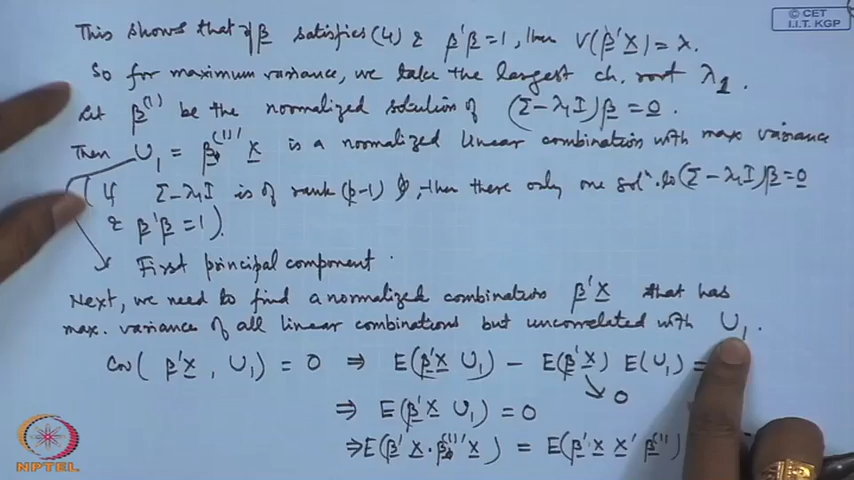 © CET
I.I.T. KGP
This shows that if β satisfies (4) & β'β = 1, then V(β'X) = λ.
So for maximum variance, we take the largest ch. root λ₁.
Let β⁽¹⁾ be the normalized solution of (Σ − λ₁I)β = 0.
Then U₁ = β⁽¹⁾'X is a normalized linear combination with max variance
(If Σ − λ₁I is of rank (p−1), then there only one solⁿ. to (Σ − λ₁I)β = 0
& β'β = 1).
First principal component.
Next, we need to find a normalized combination β'X that has
max. variance of all linear combinations but uncorrelated with U₁.
Cov(β'X, U₁) = 0 ⇒ E(β'X U₁) − E(β'X) E(U₁) =
0
⇒ E(β'X U₁) = 0
⇒ E(β'X · β⁽¹⁾'X) = E(β'X X'β⁽¹⁾)
NPTEL